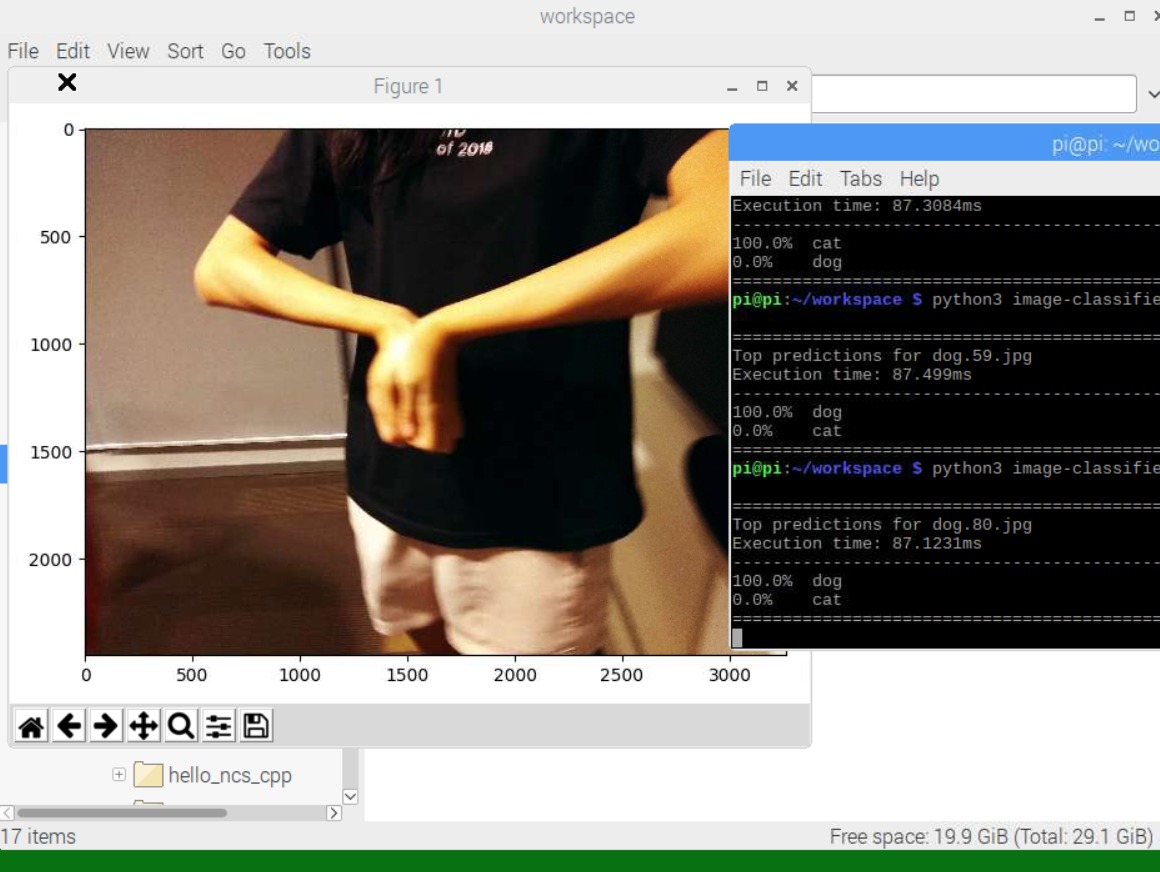 workspace
File Edit View Sort Go Tools
Figure 1
0
500
1000
1500
2000
0 500 1000 1500 2000 2500 3000
of 2018
pi@pi: ~/wo
File Edit Tabs Help
Execution time: 87.3084ms
-------------------------------------------
100.0% cat
0.0% dog
===========================================
pi@pi:~/workspace $ python3 image-classifie
===========================================
Top predictions for dog.59.jpg
Execution time: 87.499ms
-------------------------------------------
100.0% dog
0.0% cat
===========================================
pi@pi:~/workspace $ python3 image-classifie
===========================================
Top predictions for dog.80.jpg
Execution time: 87.1231ms
-------------------------------------------
100.0% dog
0.0% cat
===========================================
hello_ncs_cpp
17 items
Free space: 19.9 GiB (Total: 29.1 GiB)